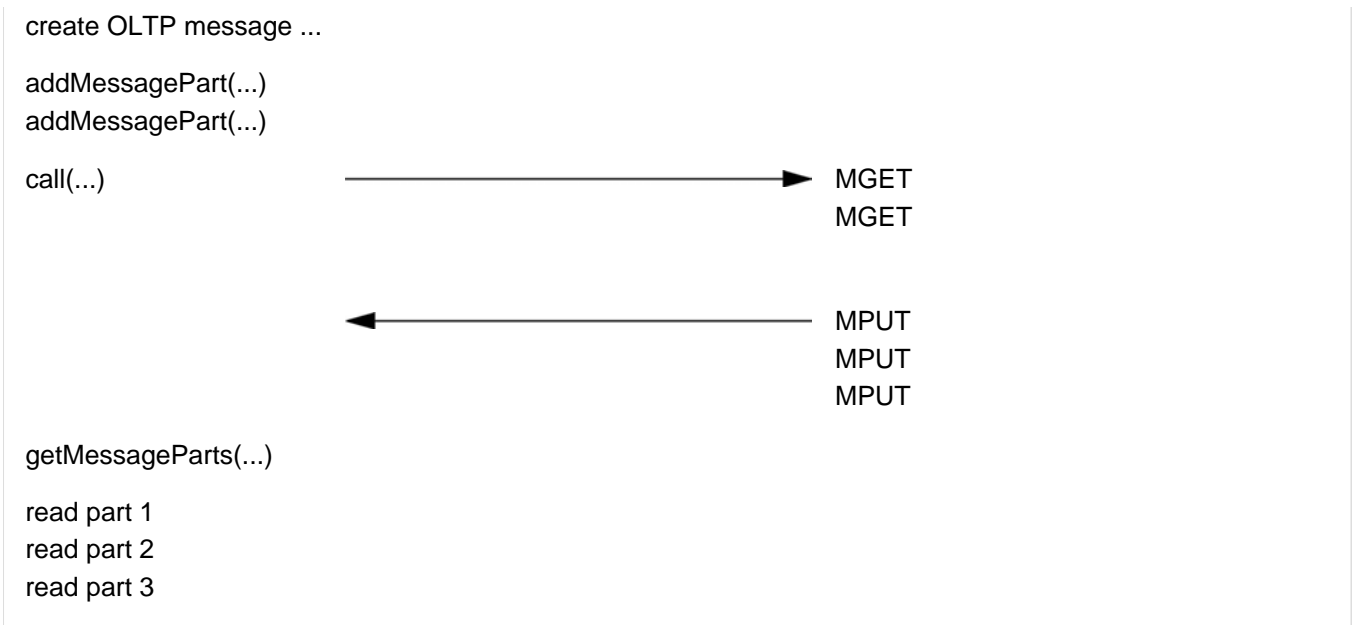 create OLTP message ...
addMessagePart(...)
addMessagePart(...)
call(...) MGET
MGET
MPUT
MPUT
MPUT
getMessageParts(...)
read part 1
read part 2
read part 3